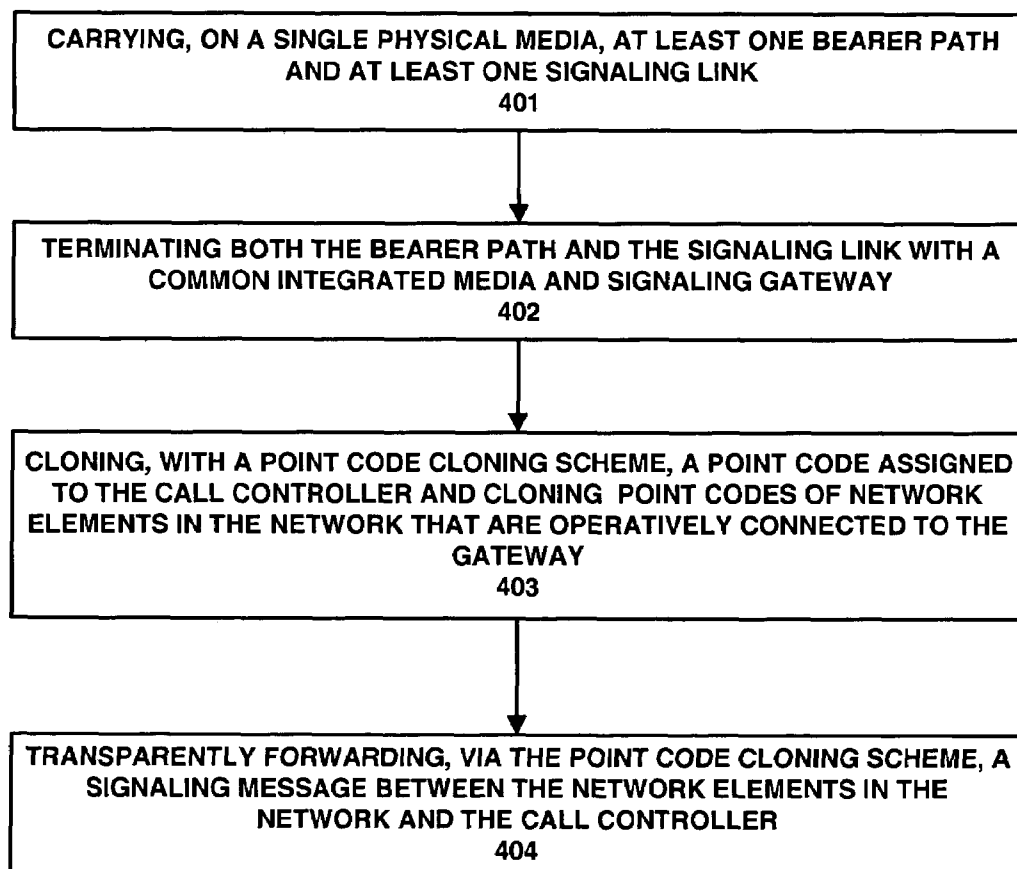 CARRYING, ON A SINGLE PHYSICAL MEDIA, AT LEAST ONE BEARER PATH
AND AT LEAST ONE SIGNALING LINK
401
TERMINATING BOTH THE BEARER PATH AND THE SIGNALING LINK WITH A
COMMON INTEGRATED MEDIA AND SIGNALING GATEWAY
402
CLONING, WITH A POINT CODE CLONING SCHEME, A POINT CODE ASSIGNED
TO THE CALL CONTROLLER AND CLONING POINT CODES OF NETWORK
ELEMENTS IN THE NETWORK THAT ARE OPERATIVELY CONNECTED TO THE
GATEWAY
403
TRANSPARENTLY FORWARDING, VIA THE POINT CODE CLONING SCHEME, A
SIGNALING MESSAGE BETWEEN THE NETWORK ELEMENTS IN THE
NETWORK AND THE CALL CONTROLLER
404